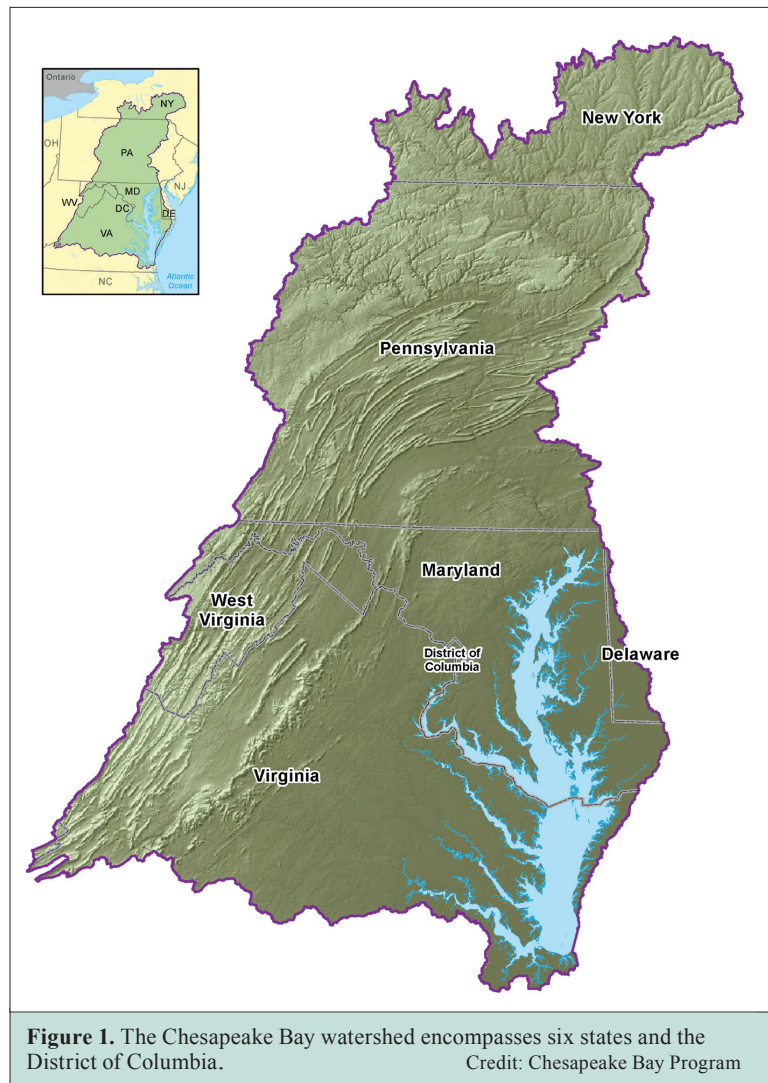 Ontario
NY
OH
PA
NJ
MD
WV
DC
DE
VA
Atlantic
Ocean
NC
New York
Pennsylvania
Maryland
West
Virginia
District of
Columbia
Delaware
Virginia
Figure 1. The Chesapeake Bay watershed encompasses six states and the
District of Columbia. Credit: Chesapeake Bay Program